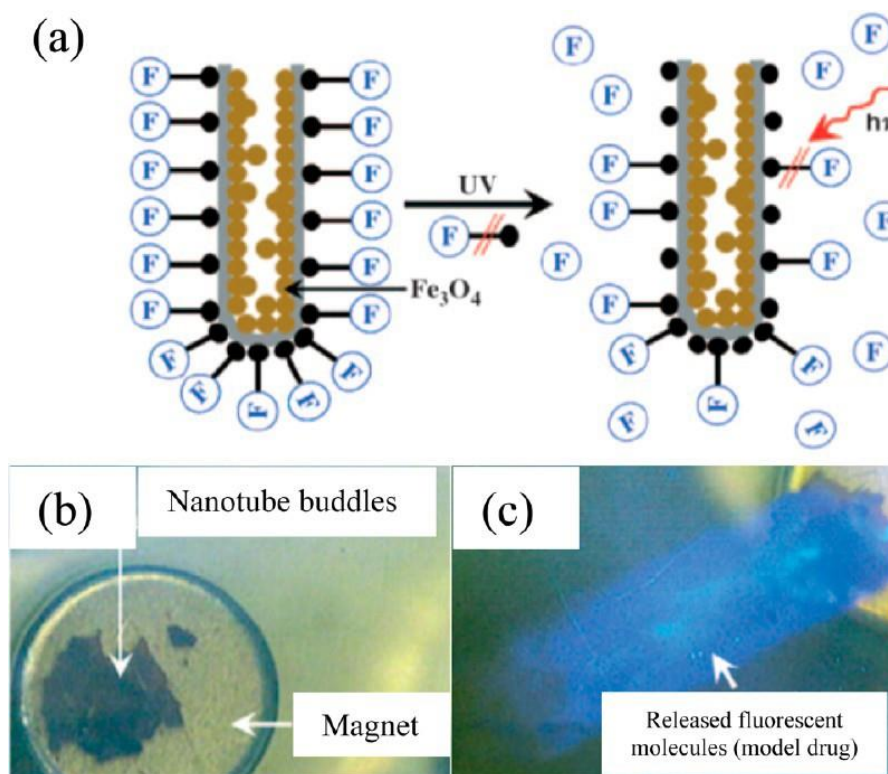 (a)
F F
F F
F F
F F
F F
F F
F F F F F
UV
F
Fe3O4
F F
F F
F F
F F
F F
F F
F F
F
F F
(b)
Nanotube buddles
Magnet
(c)
Released fluorescent
molecules (model drug)